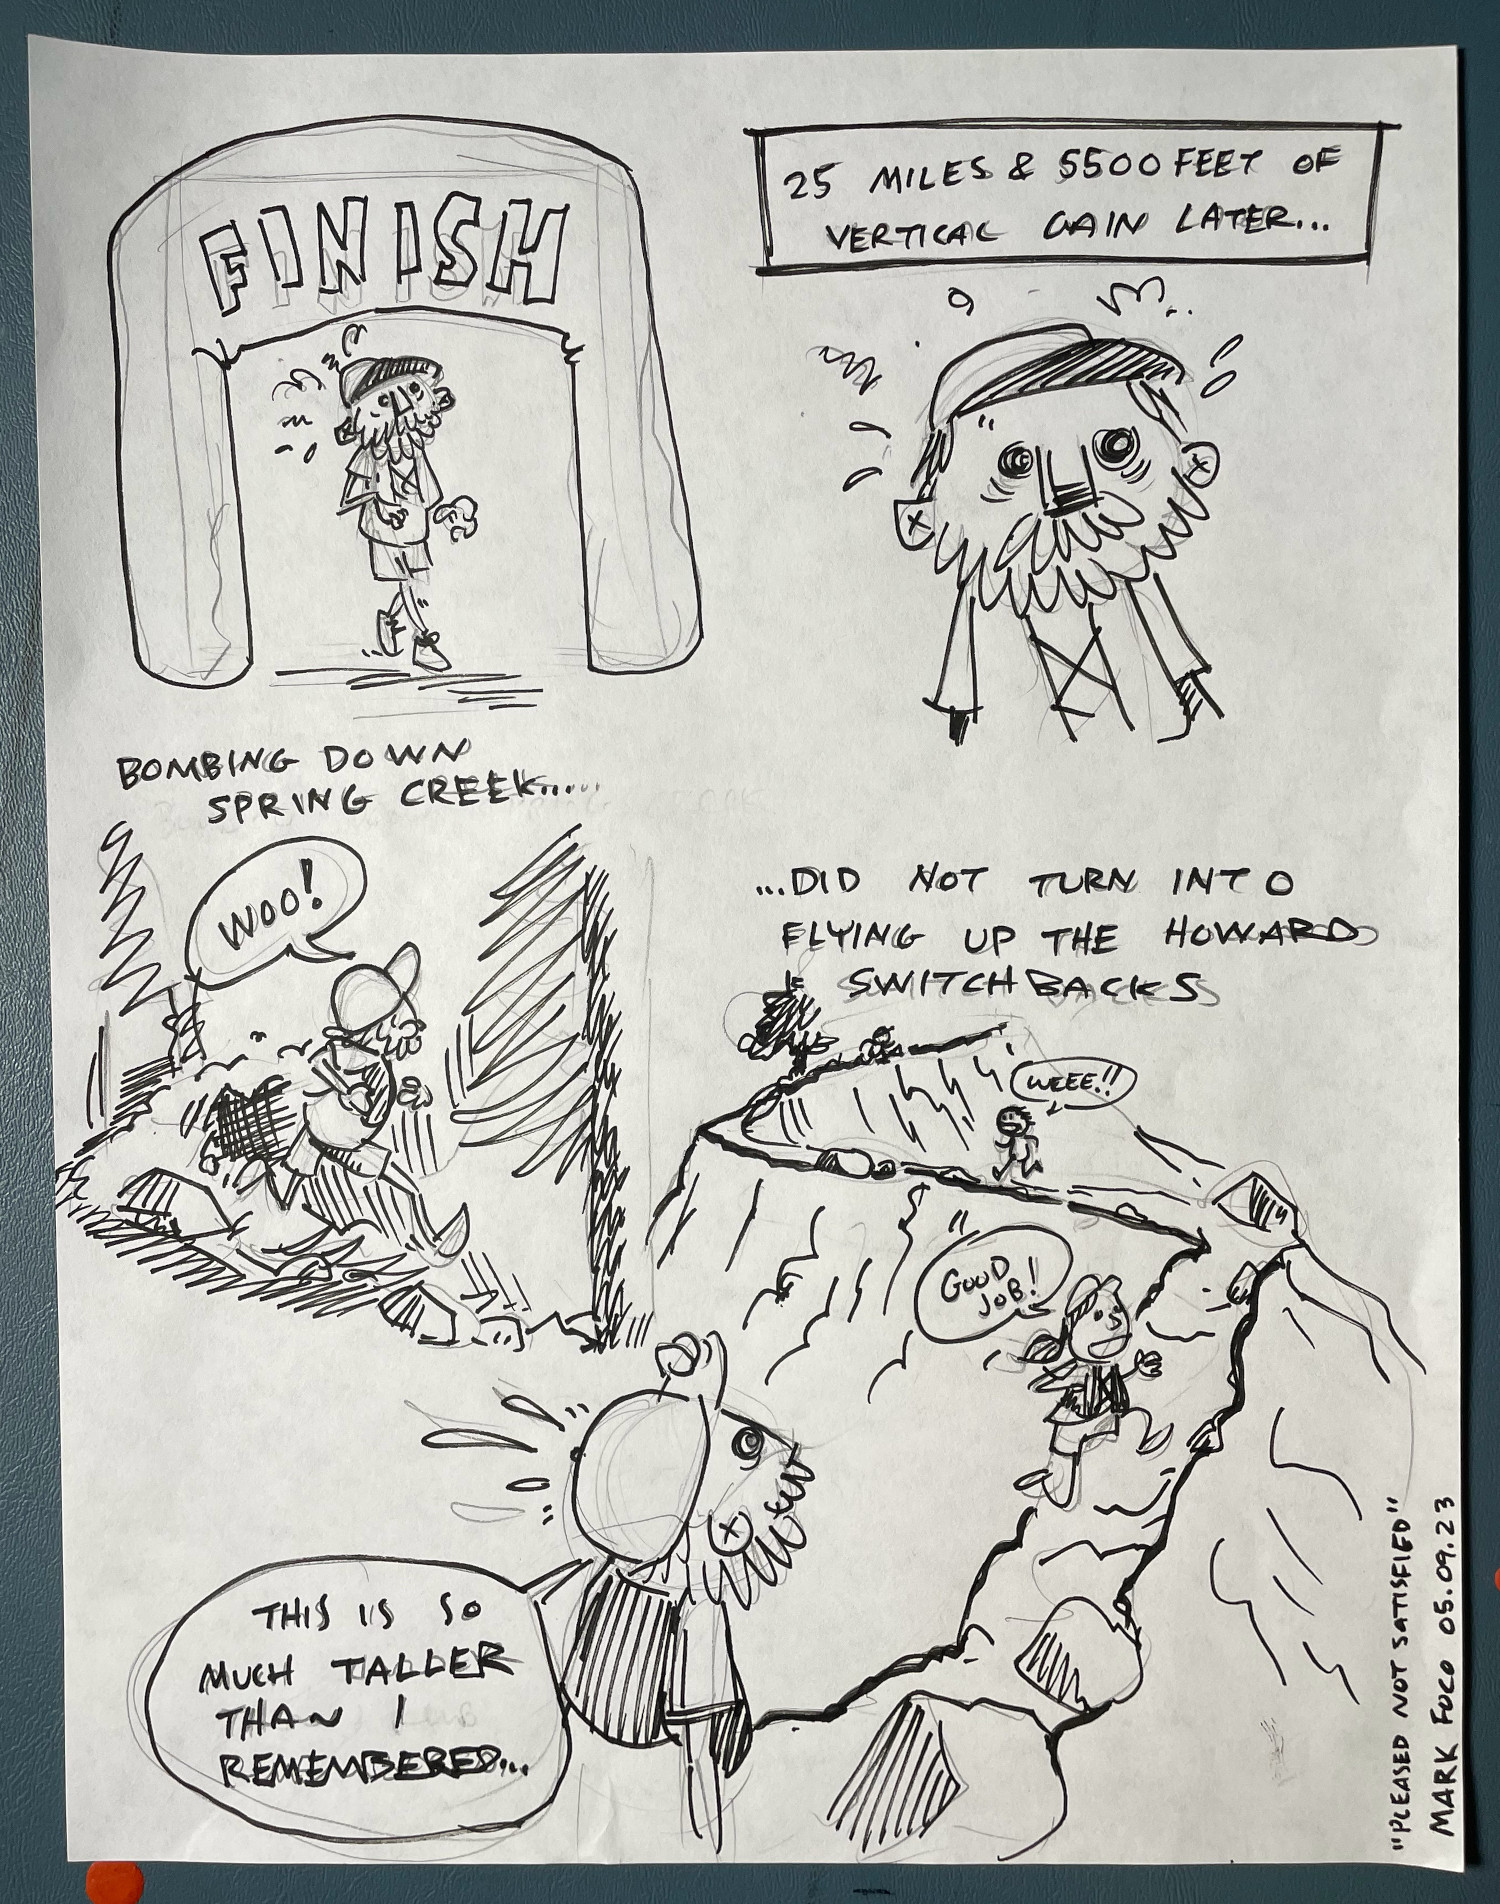 FINISH
25 MILES & 5500 FEET OF
VERTICAL GAIN LATER...
BOMBING DOWN
SPRING CREEK.....
WOO!
...DID NOT TURN INTO
FLYING UP THE HOWARD
SWITCHBACKS
WEEE!!
GOOD
JOB!
THIS IS SO
MUCH TALLER
THAN I
REMEMBERED...
"PLEASED NOT SATISFIED"
MARK FUCO 05.09.23